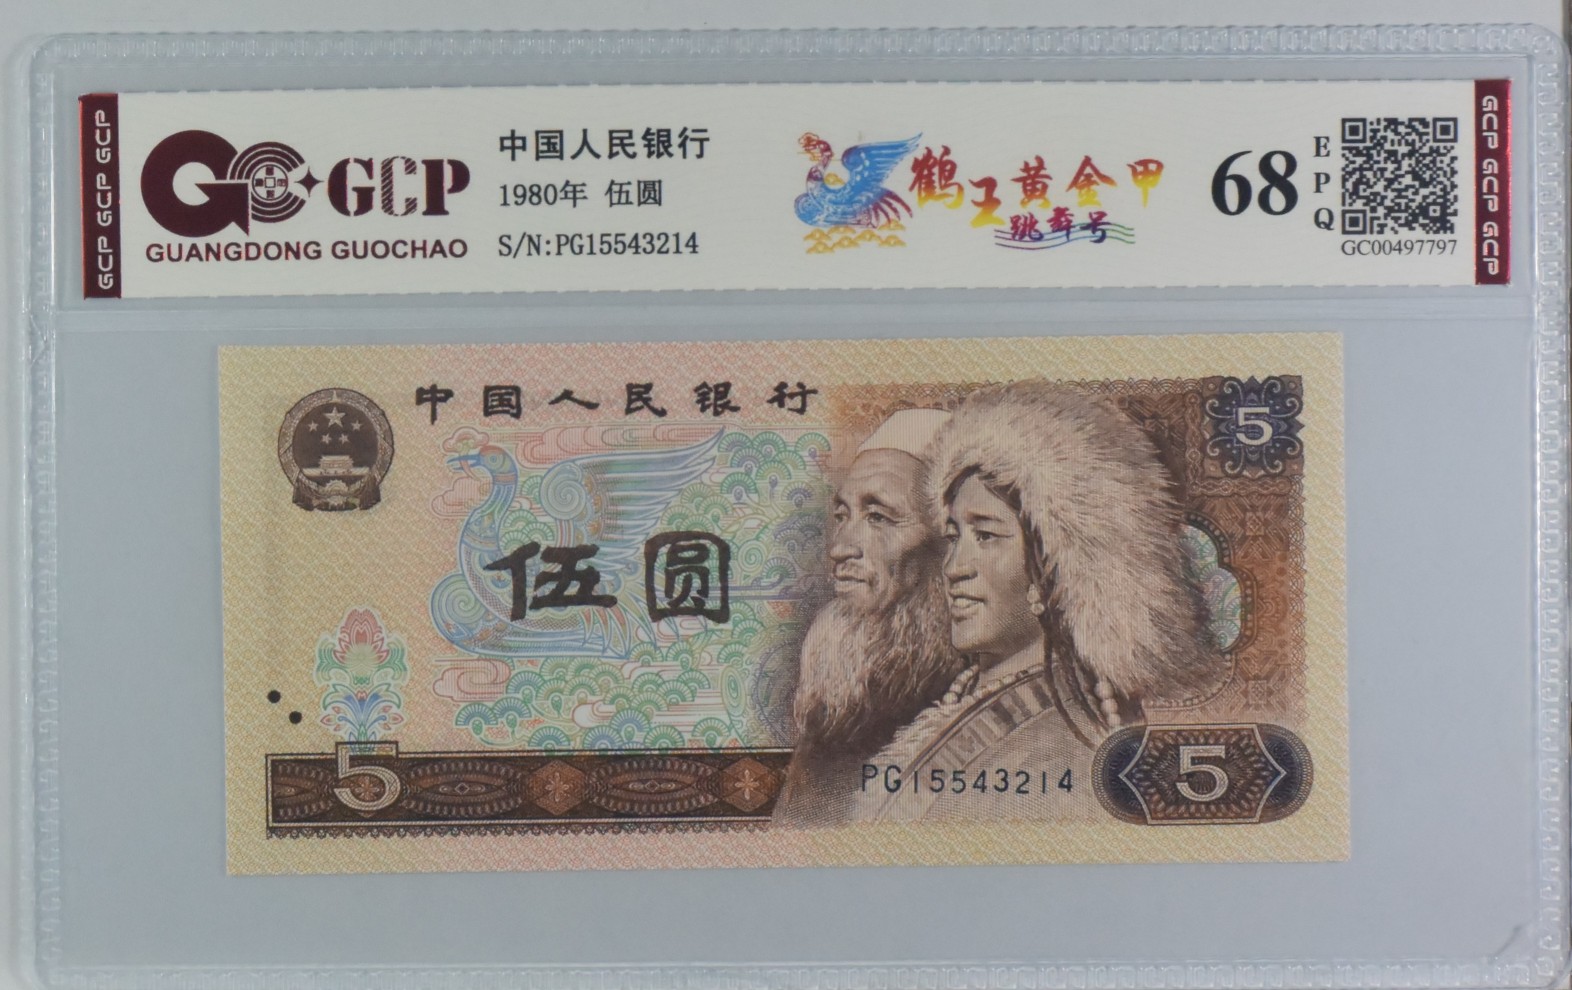 GCP GCP GCP
GCP
GUANGDONG GUOCHAO
中国人民银行
1980年 伍圆
S/N:PG15543214
鹤王黄金甲
跳舞号
68
EPQ
GC00497797
GCP GCP GCP
中国人民银行
5
伍圆
5
PG15543214
5